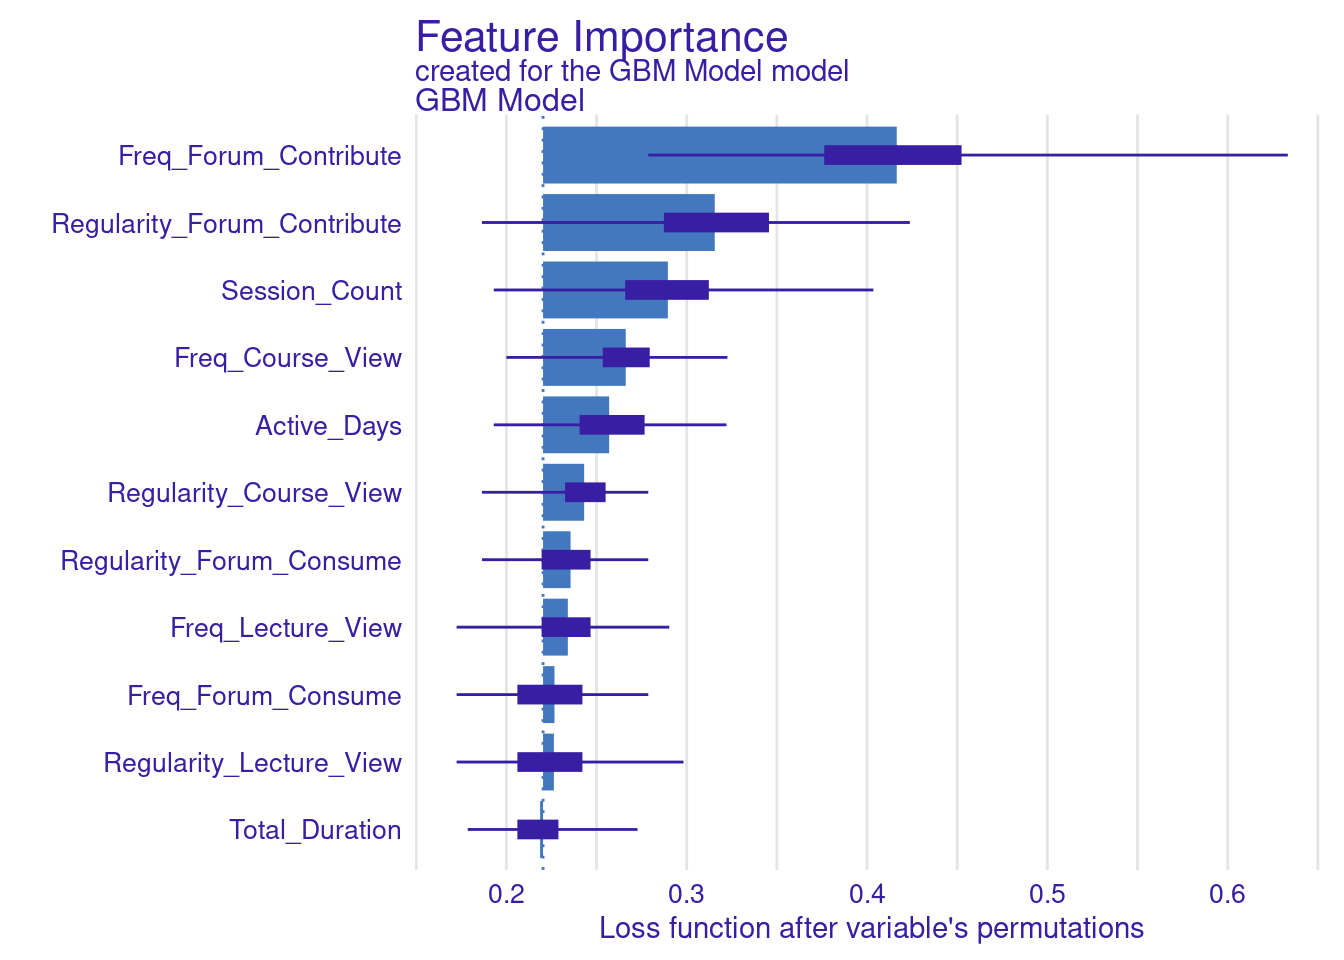 Feature Importance
created for the GBM Model model
GBM Model
Freq_Forum_Contribute
Regularity_Forum_Contribute
Session_Count
Freq_Course_View
Active_Days
Regularity_Course_View
Regularity_Forum_Consume
Freq_Lecture_View
Freq_Forum_Consume
Regularity_Lecture_View
Total_Duration
0.2 0.3 0.4 0.5 0.6
Loss function after variable's permutations